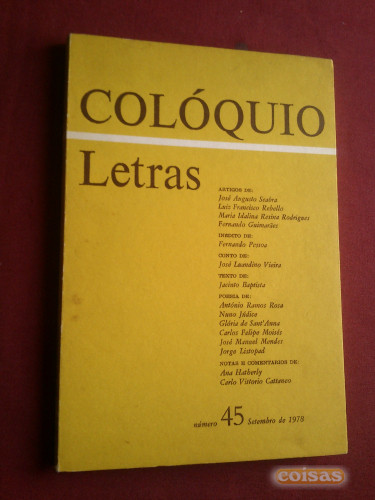 COLÓQUIO
Letras
ARTIGOS DE:
José Augusto Seabra
Luiz Francisco Rebello
Maria Idalina Resina Rodrigues
Fernando Guimarães
INÉDITO DE:
Fernando Pessoa
CONTO DE:
José Luandino Vieira
TEXTO DE:
Jacinto Baptista
POESIA DE:
António Ramos Rosa
Nuno Júdice
Glória de Sant'Anna
Carlos Felipe Moisés
José Manuel Mendes
Jorge Listopad
NOTAS E COMENTÁRIOS DE:
Ana Hatherly
Carlo Vittorio Cattaneo
número 45 Setembro de 1978
coisas